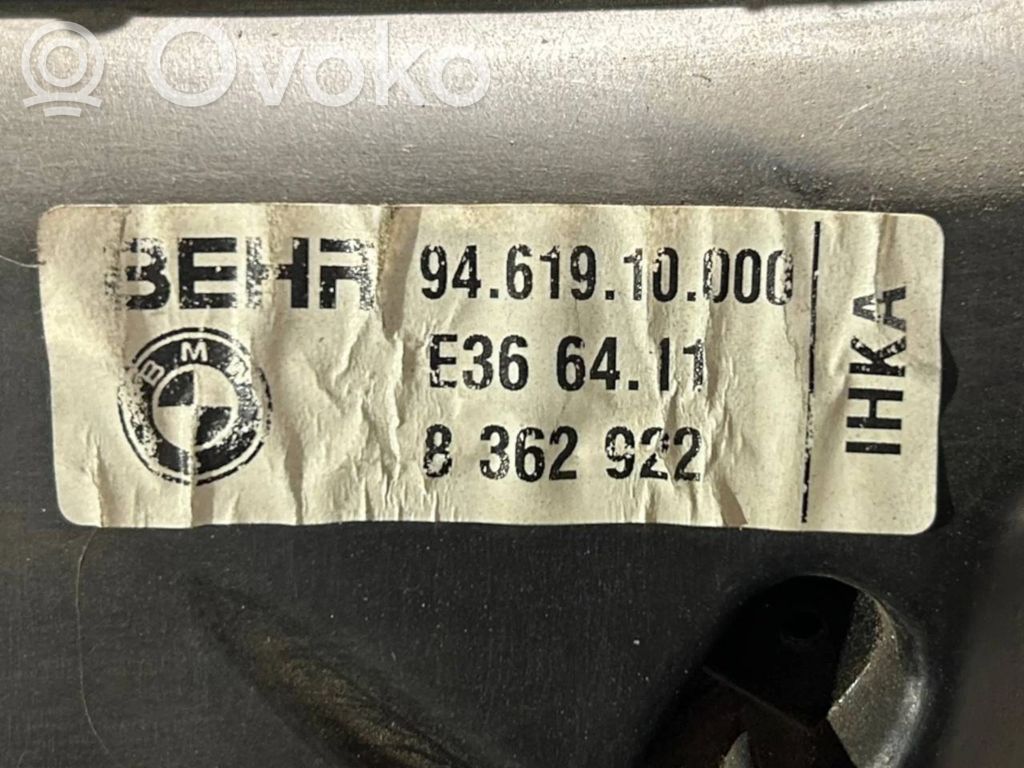 Ovoko
BEHR 94.619.10.000
BMW E36 64.11
8 362 922
IHKA